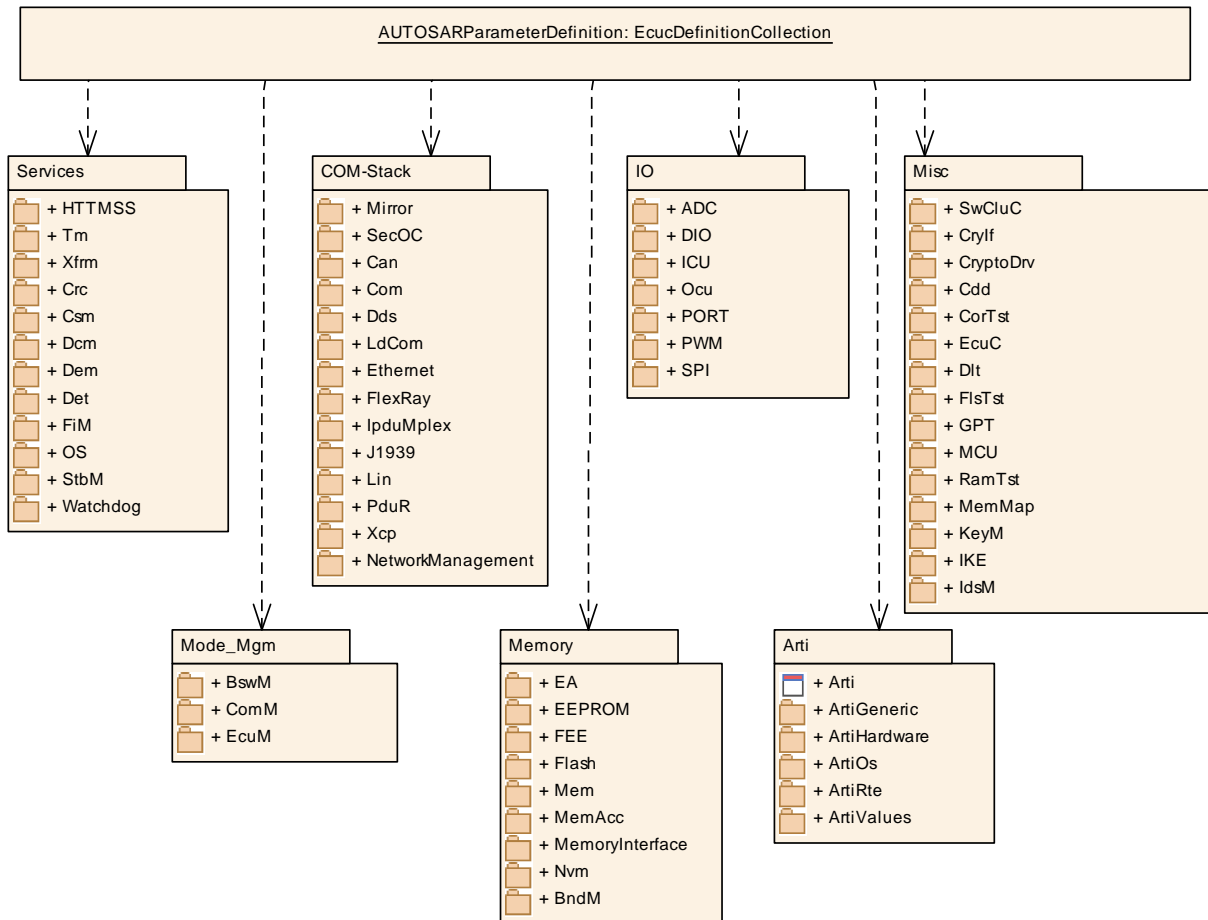 AUTOSARParameterDefinition: EcucDefinitionCollection
Services
+ HTTMSS
+ Tm
+ Xfrm
+ Crc
+ Csm
+ Dcm
+ Dem
+ Det
+ FiM
+ OS
+ StbM
+ Watchdog
COM-Stack
+ Mirror
+ SecOC
+ Can
+ Com
+ Dds
+ LdCom
+ Ethernet
+ FlexRay
+ IpduMplex
+ J1939
+ Lin
+ PduR
+ Xcp
+ NetworkManagement
IO
+ ADC
+ DIO
+ ICU
+ Ocu
+ PORT
+ PWM
+ SPI
Misc
+ SwCluC
+ CryIf
+ CryptoDrv
+ Cdd
+ CorTst
+ EcuC
+ Dlt
+ FlsTst
+ GPT
+ MCU
+ RamTst
+ MemMap
+ KeyM
+ IKE
+ IdsM
Mode_Mgm
+ BswM
+ ComM
+ EcuM
Memory
+ EA
+ EEPROM
+ FEE
+ Flash
+ Mem
+ MemAcc
+ MemoryInterface
+ Nvm
+ BndM
Arti
+ Arti
+ ArtiGeneric
+ ArtiHardware
+ ArtiOs
+ ArtiRte
+ ArtiValues